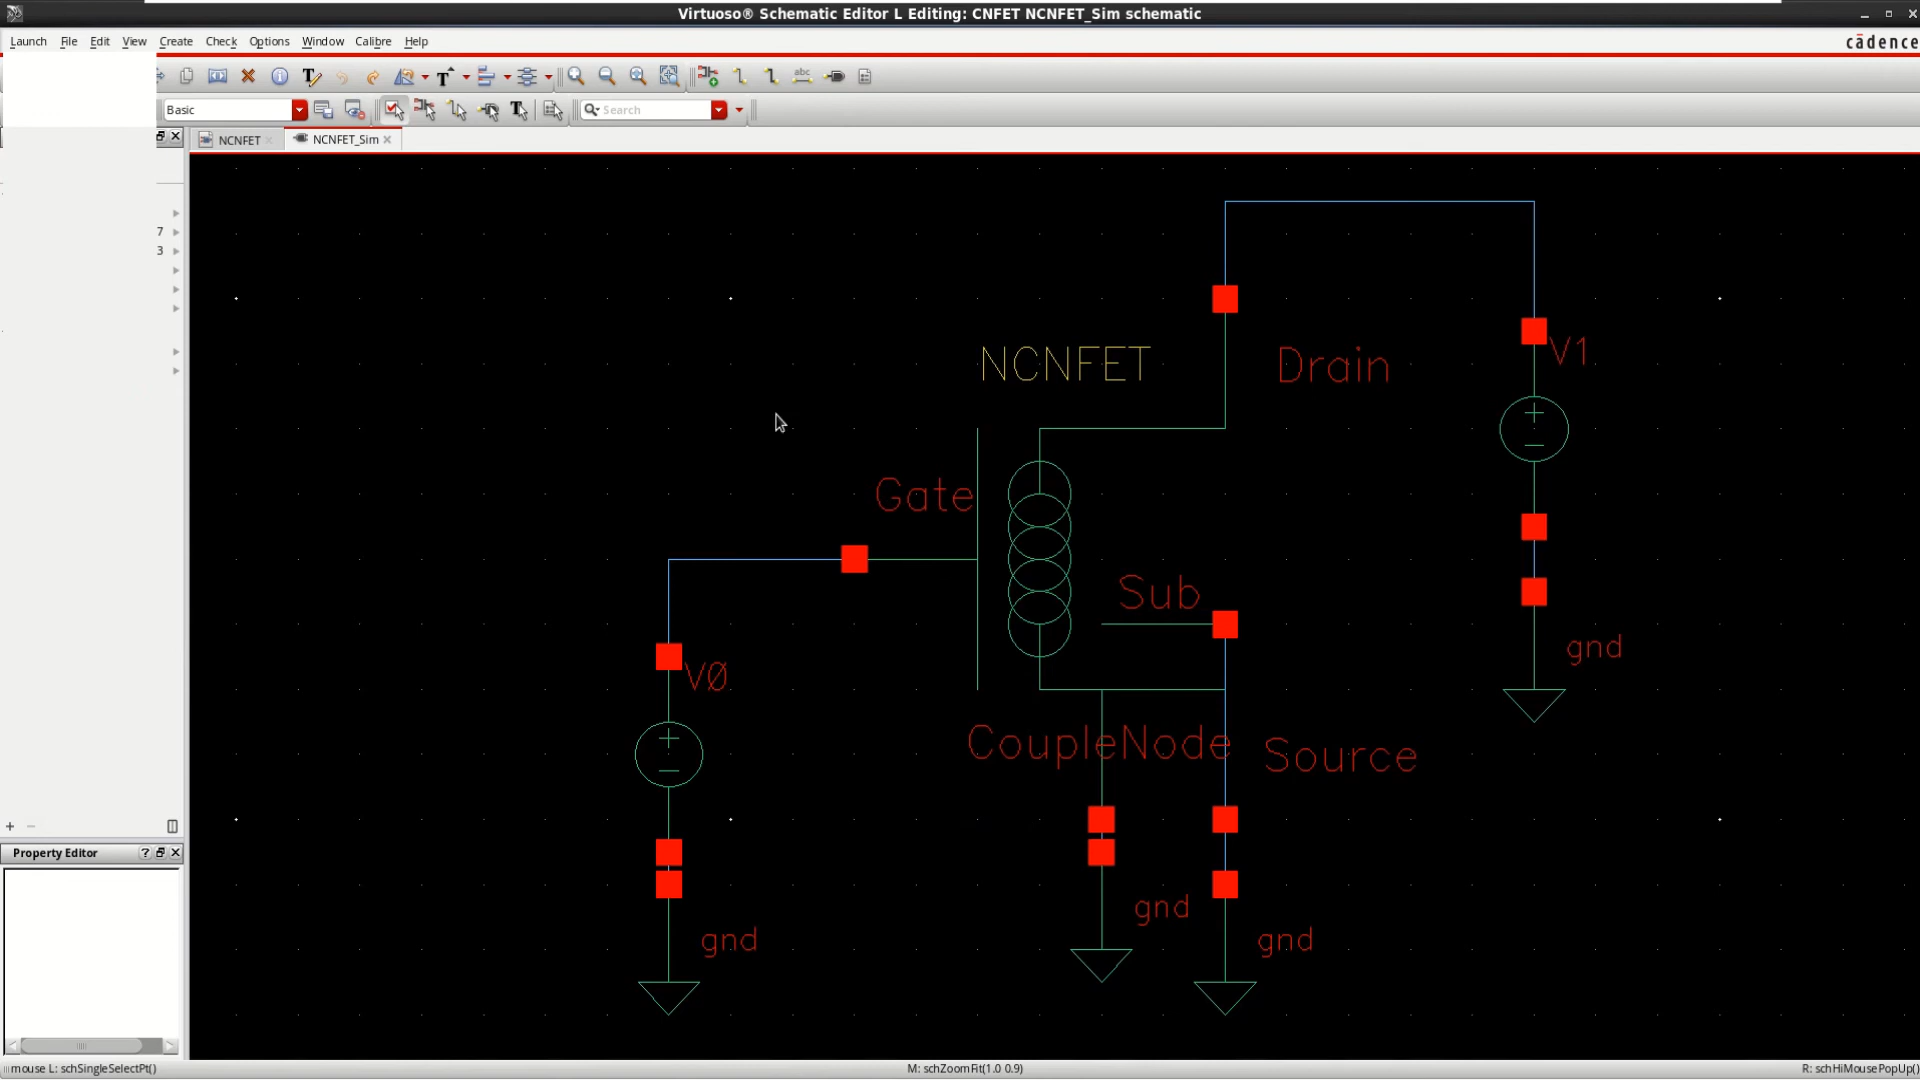 Virtuoso® Schematic Editor L Editing: CNFET NCNFET_Sim schematic
Launch File Edit View Create Check Options Window Calibre Help
cādence
abc
Basic
Search
NCNFET
NCNFET_Sim
7
3
NCNFET
Drain
V1
Gate
Sub
gnd
V0
CoupleNode
Source
gnd
gnd
gnd
Property Editor
mouse L: schSingleSelectPt()
M: schZoomFit(1.0 0.9)
R: schHiMousePopUp()